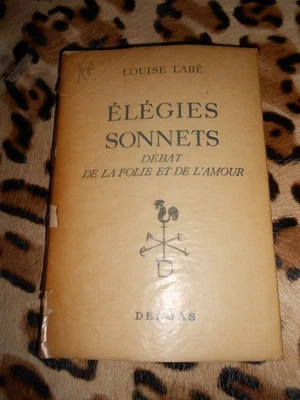 LOUISE LABÉ
ÉLÉGIES
SONNETS
DÉBAT
DE LA FOLIE ET DE L'AMOUR
D
DELMAS